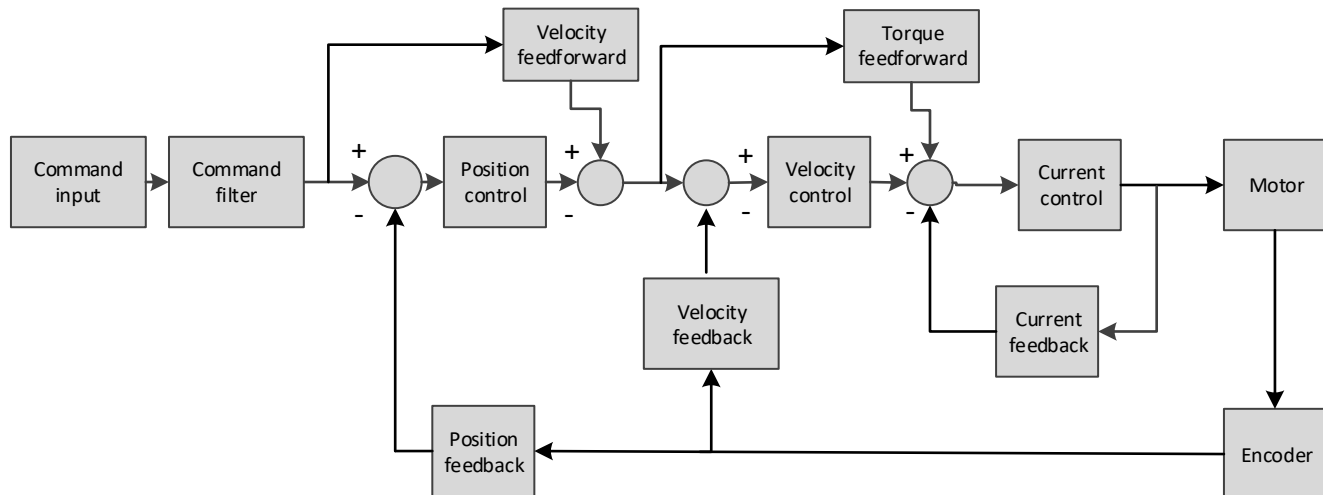 Velocity
feedforward
Torque
feedforward
Command
input
Command
filter
+
-
Position
control
+
-
+
-
Velocity
control
+
-
Current
control
Motor
Velocity
feedback
Current
feedback
Position
feedback
Encoder